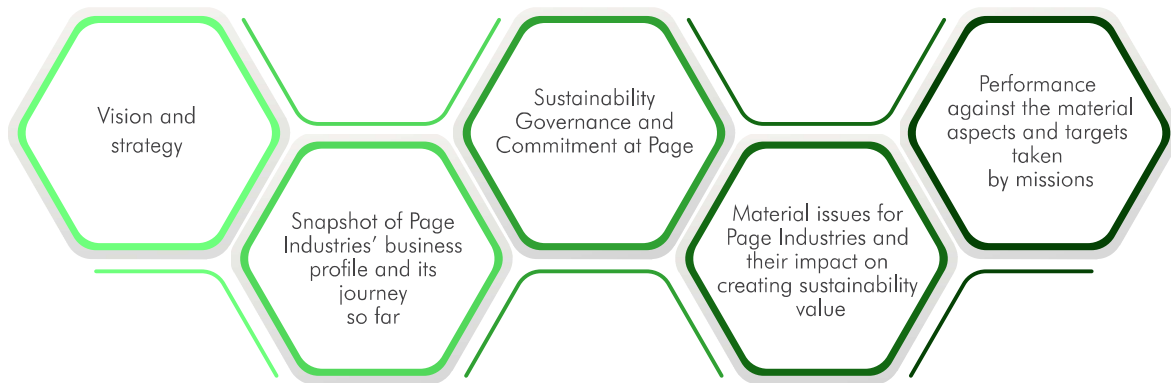 Vision and
strategy
Snapshot of Page
Industries’ business
profile and its
journey
so far
Sustainability
Governance and
Commitment at Page
Material issues for
Page Industries and
their impact on
creating sustainability
value
Performance
against the material
aspects and targets
taken
by missions